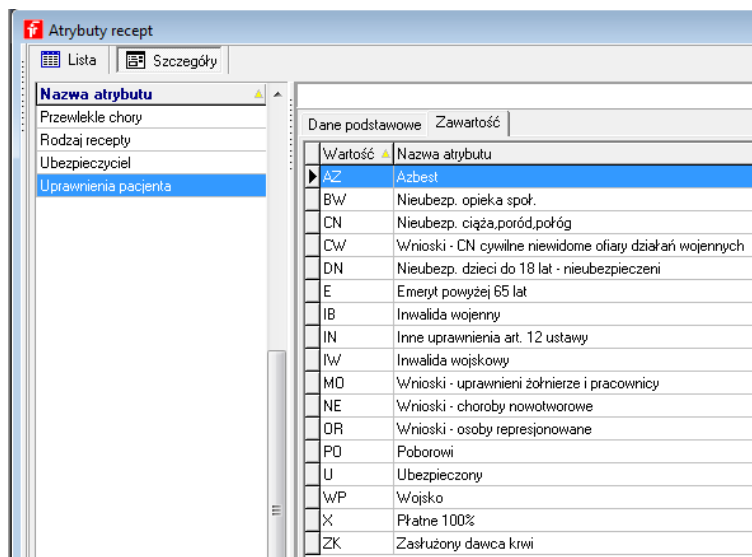 Atrybuty recept
Lista Szczegóły
Nazwa atrybutu
Przewlekle chory
Rodzaj recepty
Ubezpieczyciel
Uprawnienia pacjenta
Dane podstawowe Zawartość
Wartość Nazwa atrybutu
AZ Azbest
BW Nieubezp. opieka społ.
CN Nieubezp. ciąża,poród,połóg
CW Wnioski - CN cywilne niewidome ofiary działań wojennych
DN Nieubezp. dzieci do 18 lat - nieubezpieczeni
E Emeryt powyżej 65 lat
IB Inwalida wojenny
IN Inne uprawnienia art. 12 ustawy
IW Inwalida wojskowy
MO Wnioski - uprawnieni żołnierze i pracownicy
NE Wnioski - choroby nowotworowe
OR Wnioski - osoby represjonowane
PO Poborowi
U Ubezpieczony
WP Wojsko
X Płatne 100%
ZK Zasłużony dawca krwi